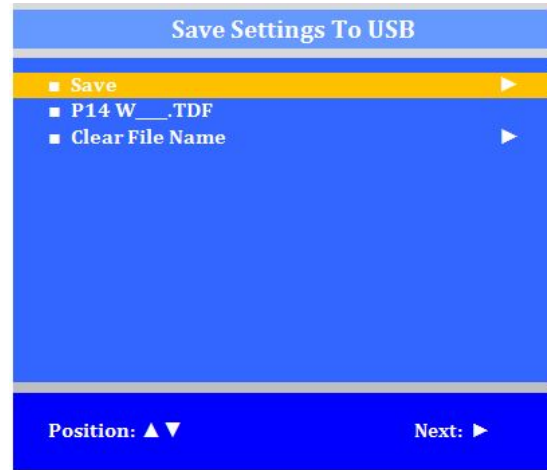 Save Settings To USB
■ Save ▶
■ P14 W___.TDF
■ Clear File Name ▶
Position: ▲ ▼ Next: ▶